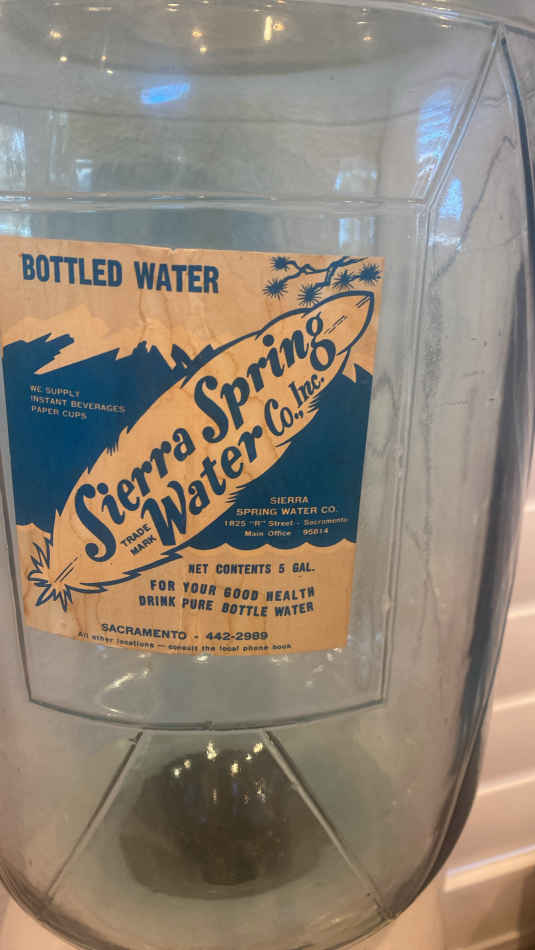 BOTTLED WATER
WE SUPPLY
INSTANT BEVERAGES
PAPER CUPS
Sierra Spring
Water Co., Inc.
TRADE
MARK
SIERRA
SPRING WATER CO.
1825 "R" Street - Sacramento
Main Office 95814
NET CONTENTS 5 GAL.
FOR YOUR GOOD HEALTH
DRINK PURE BOTTLE WATER
SACRAMENTO - 442-2989
All other locations — consult the local phone book